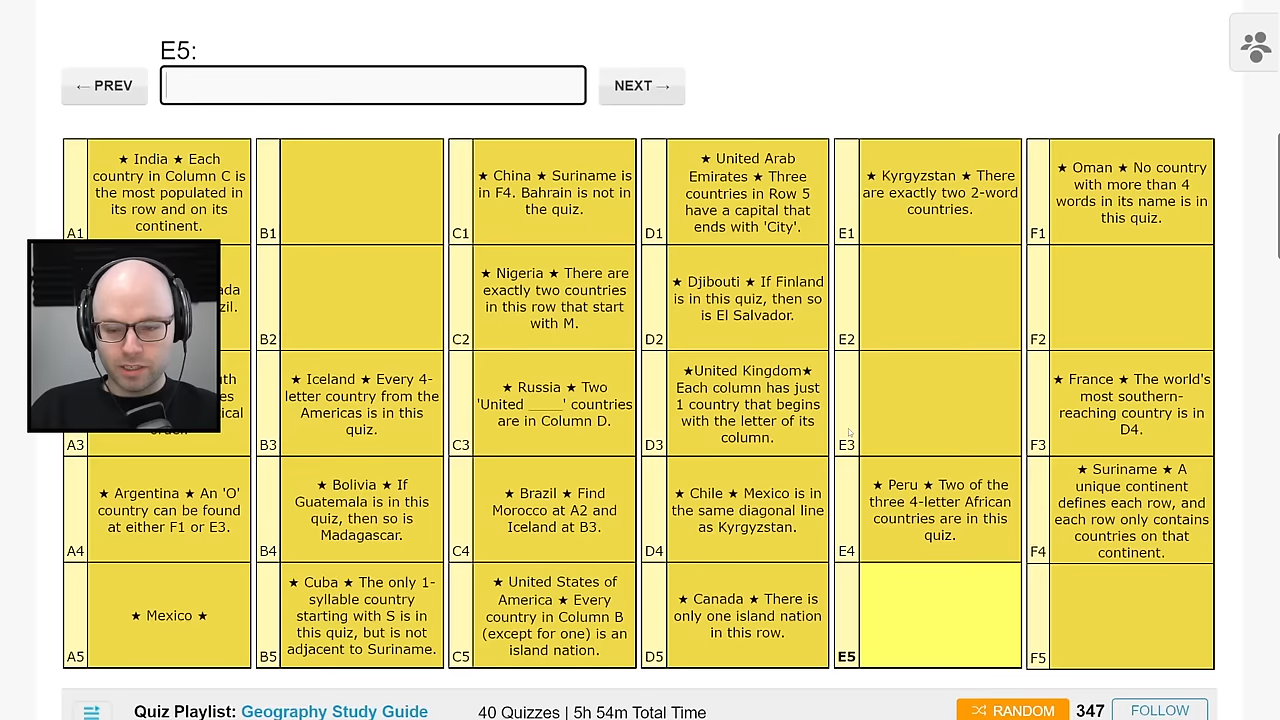 E5:
← PREV
NEXT →
★ India ★ Each
country in Column C is
the most populated in
its row and on its
continent.
A1
B1
★ China ★ Suriname is
in F4. Bahrain is not in
the quiz.
C1
★ United Arab
Emirates ★ Three
countries in Row 5
have a capital that
ends with 'City'.
D1
★ Kyrgyzstan ★ There
are exactly two 2-word
countries.
E1
★ Oman ★ No country
with more than 4
words in its name is in
this quiz.
F1
B2
★ Nigeria ★ There are
exactly two countries
in this row that start
with M.
C2
★ Djibouti ★ If Finland
is in this quiz, then so
is El Salvador.
D2
E2
F2
A3
★ Iceland ★ Every 4-
letter country from the
Americas is in this
quiz.
B3
★ Russia ★ Two
'United ____' countries
are in Column D.
C3
★United Kingdom★
Each column has just
1 country that begins
with the letter of its
column.
D3
E3
★ France ★ The world's
most southern-
reaching country is in
D4.
F3
★ Argentina ★ An 'O'
country can be found
at either F1 or E3.
A4
★ Bolivia ★ If
Guatemala is in this
quiz, then so is
Madagascar.
B4
★ Brazil ★ Find
Morocco at A2 and
Iceland at B3.
C4
★ Chile ★ Mexico is in
the same diagonal line
as Kyrgyzstan.
D4
★ Peru ★ Two of the
three 4-letter African
countries are in this
quiz.
E4
★ Suriname ★ A
unique continent
defines each row, and
each row only contains
countries on that
continent.
F4
★ Mexico ★
A5
★ Cuba ★ The only 1-
syllable country
starting with S is in
this quiz, but is not
adjacent to Suriname.
B5
★ United States of
America ★ Every
country in Column B
(except for one) is an
island nation.
C5
★ Canada ★ There is
only one island nation
in this row.
D5
E5
F5
Quiz Playlist: Geography Study Guide
40 Quizzes | 5h 54m Total Time
RANDOM
347
FOLLOW